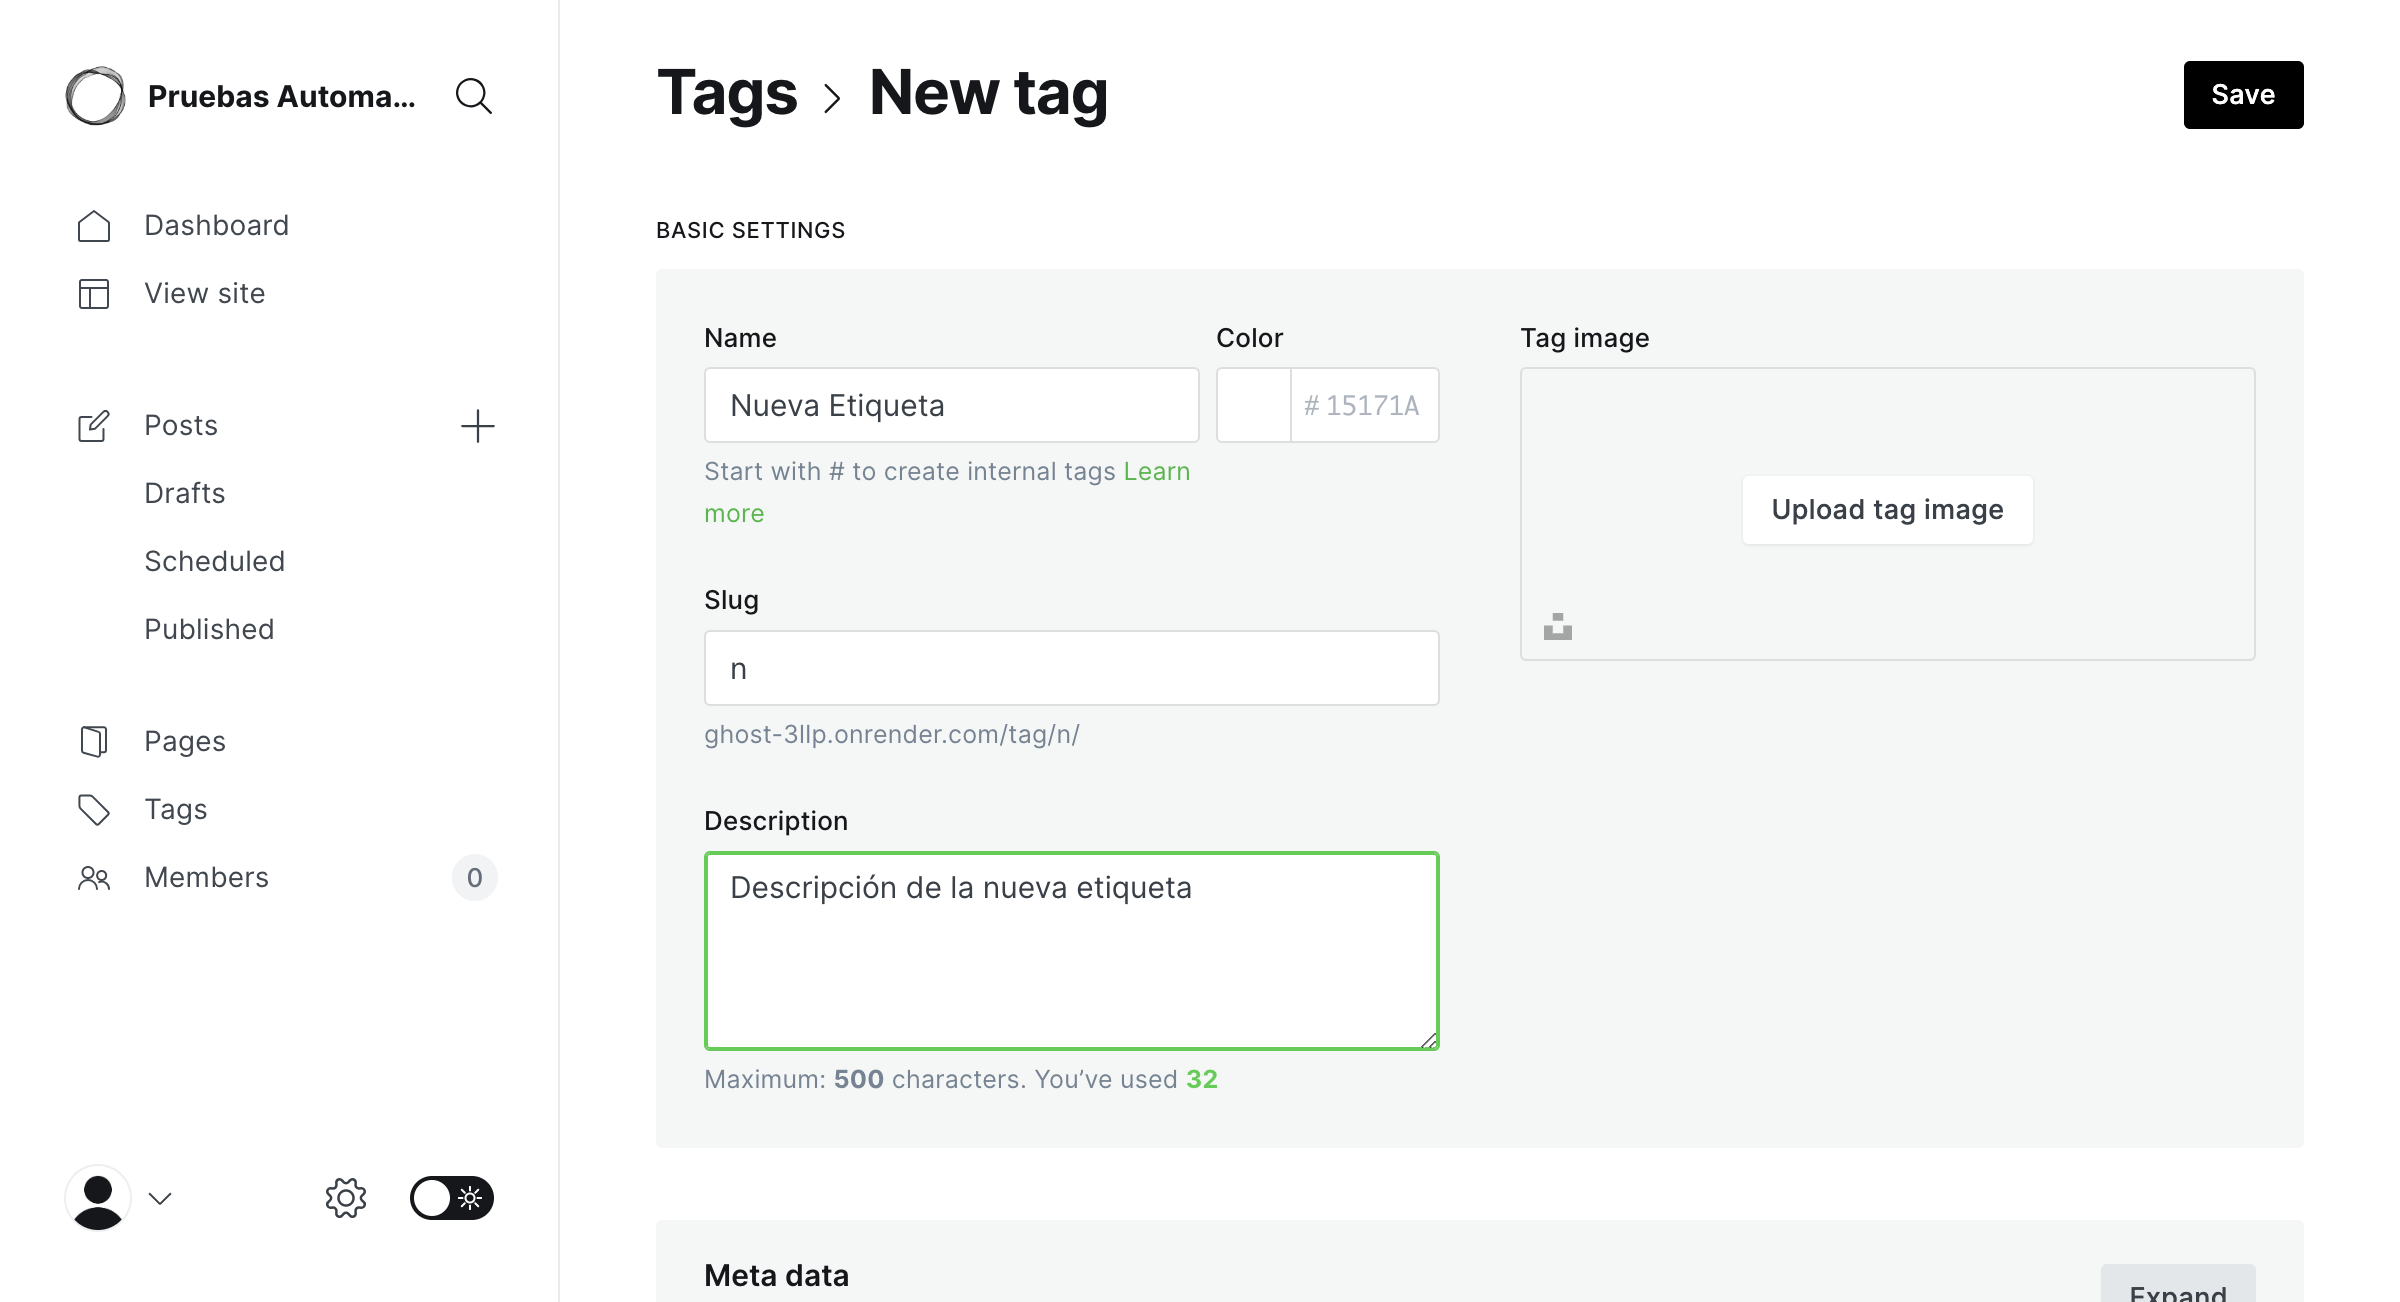 Pruebas Automa...
Dashboard
View site
Posts
Drafts
Scheduled
Published
Pages
Tags
Members
0
Tags > New tag
Save
BASIC SETTINGS
Name
Nueva Etiqueta
Start with # to create internal tags Learn
more
Color
# 15171A
Slug
n
ghost-3llp.onrender.com/tag/n/
Description
Descripción de la nueva etiqueta
Maximum: 500 characters. You’ve used 32
Tag image
Upload tag image
Meta data
Expand